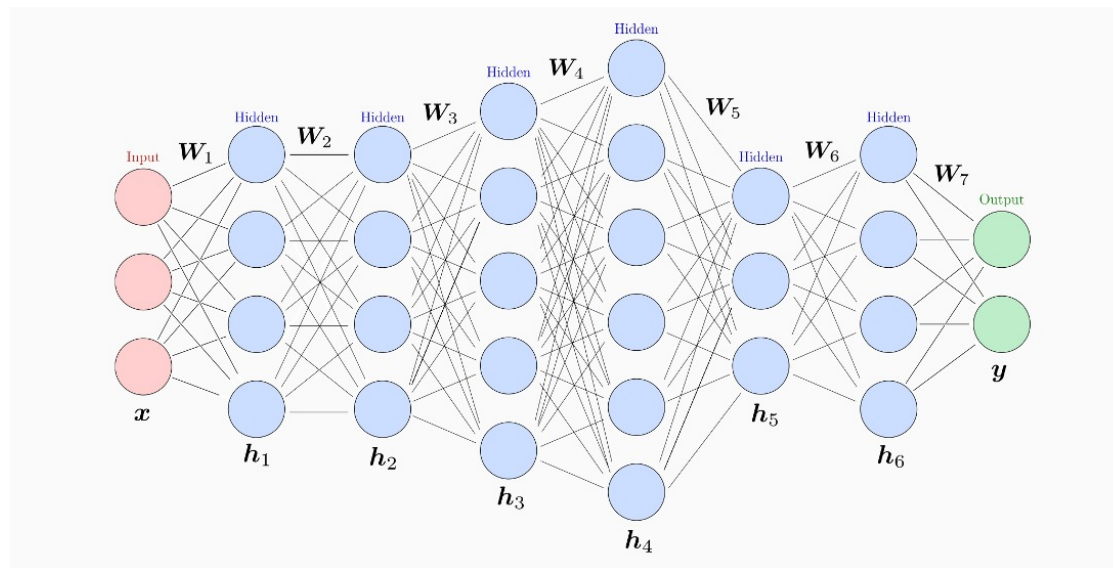 Hidden
Hidden
W₄
W₅
Hidden
W₃
Hidden
W₂
Hidden
W₁
Input
Hidden
W₆
Hidden
W₇
Output
x
h₁
h₂
h₃
h₄
h₅
h₆
y